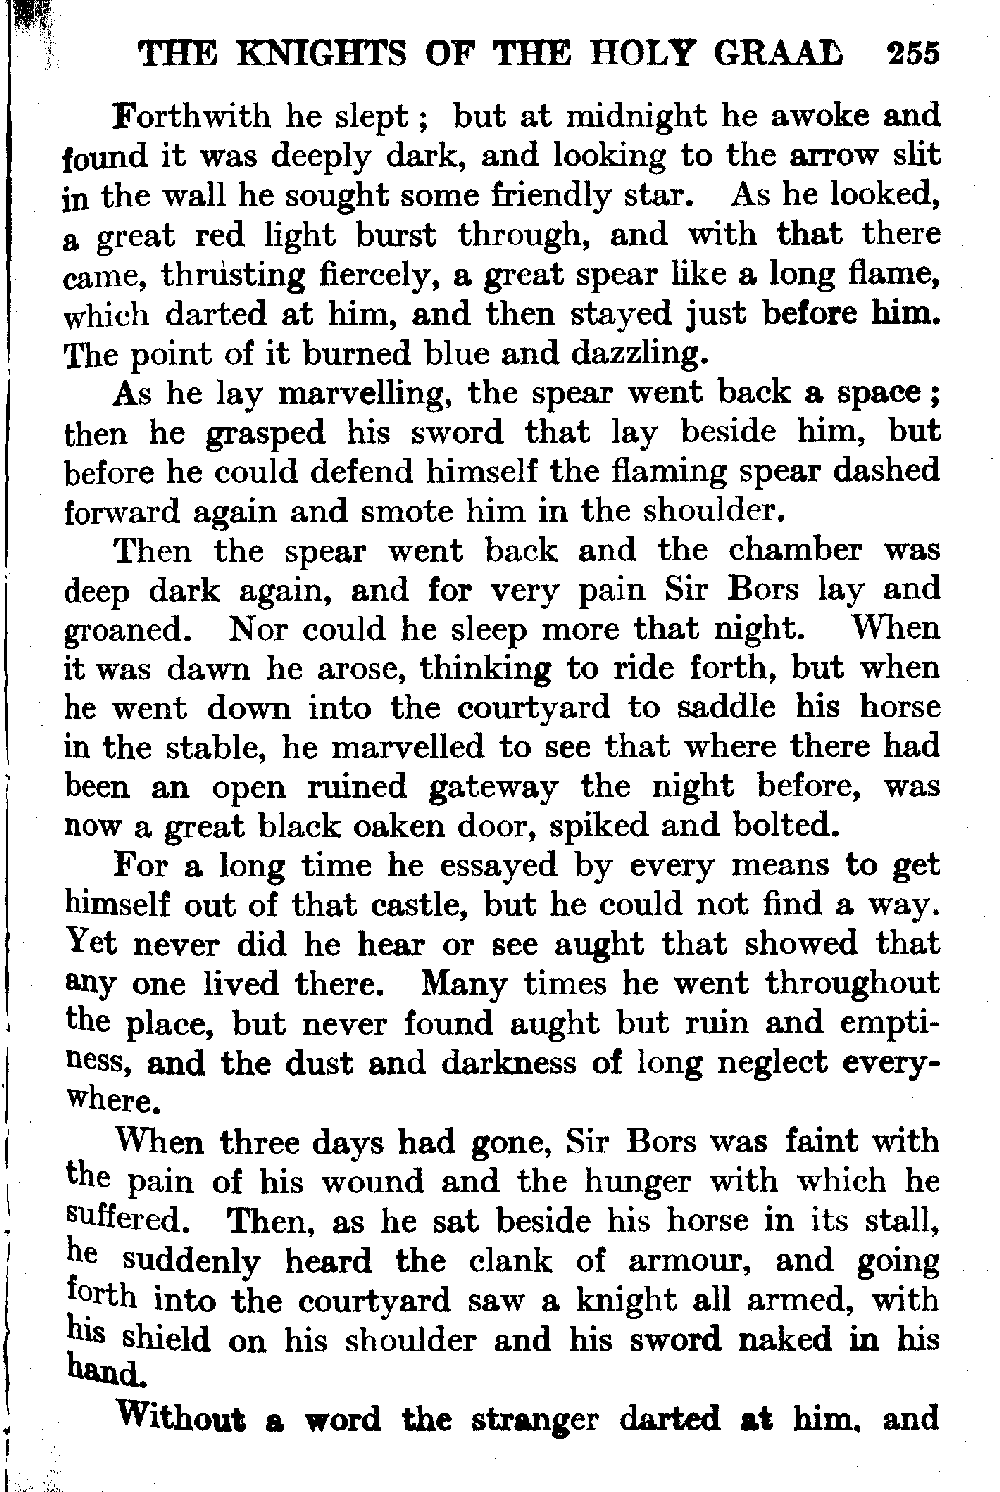 THE KNIGHTS OF THE HOLY GRAAL 255
Forthwith he slept ; but at midnight he awoke and
found it was deeply dark, and looking to the arrow slit
in the wall he sought some friendly star. As he looked,
a great red light burst through, and with that there
came, thrusting fiercely, a great spear like a long flame,
which darted at him, and then stayed just before him.
The point of it burned blue and dazzling.
As he lay marvelling, the spear went back a space ;
then he grasped his sword that lay beside him, but
before he could defend himself the flaming spear dashed
forward again and smote him in the shoulder.
Then the spear went back and the chamber was
deep dark again, and for very pain Sir Bors lay and
groaned. Nor could he sleep more that night. When
it was dawn he arose, thinking to ride forth, but when
he went down into the courtyard to saddle his horse
in the stable, he marvelled to see that where there had
been an open ruined gateway the night before, was
now a great black oaken door, spiked and bolted.
For a long time he essayed by every means to get
himself out of that castle, but he could not find a way.
Yet never did he hear or see aught that showed that
any one lived there. Many times he went throughout
the place, but never found aught but ruin and empti-
ness, and the dust and darkness of long neglect every-
where.
When three days had gone, Sir Bors was faint with
the pain of his wound and the hunger with which he
suffered. Then, as he sat beside his horse in its stall,
he suddenly heard the clank of armour, and going
forth into the courtyard saw a knight all armed, with
his shield on his shoulder and his sword naked in his
hand.
Without a word the stranger darted at him, and